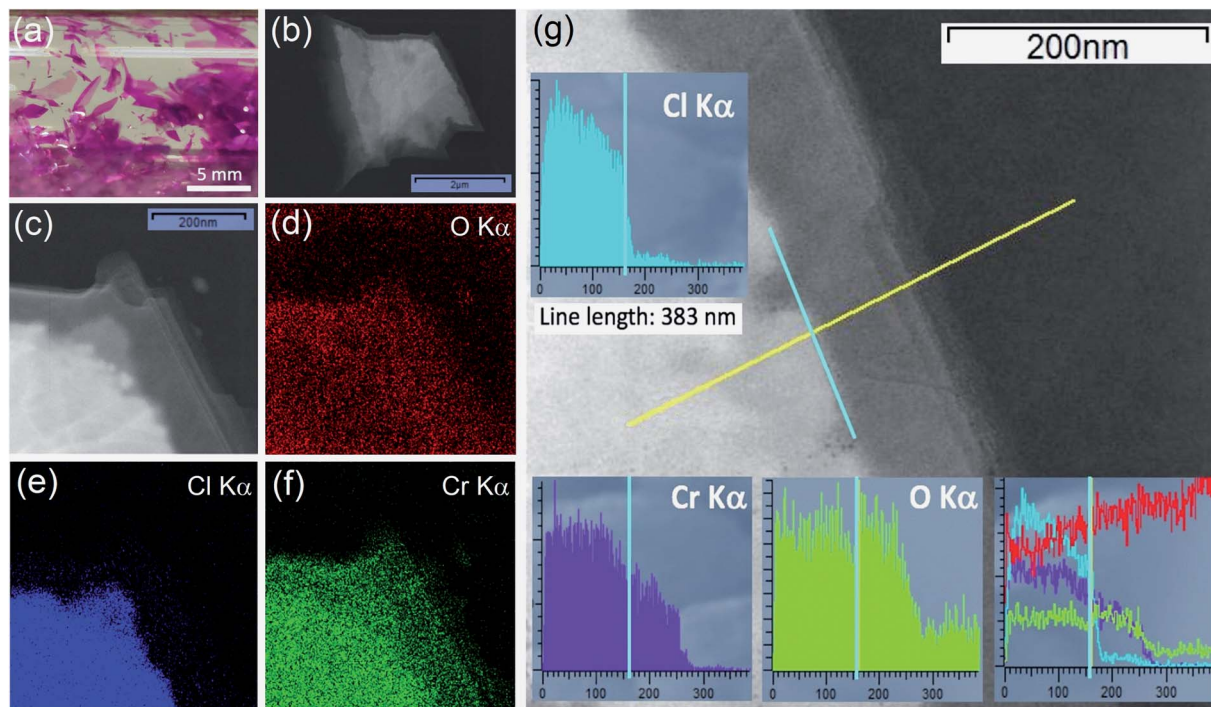 (a)
5 mm
(b)
2μm
(c)
200nm
(d)
O Kα
(e)
Cl Kα
(f)
Cr Kα
(g)
200nm
Cl Kα
0 100 200 300
Line length: 383 nm
Cr Kα
0 100 200 300
O Kα
0 100 200 300
0 100 200 300